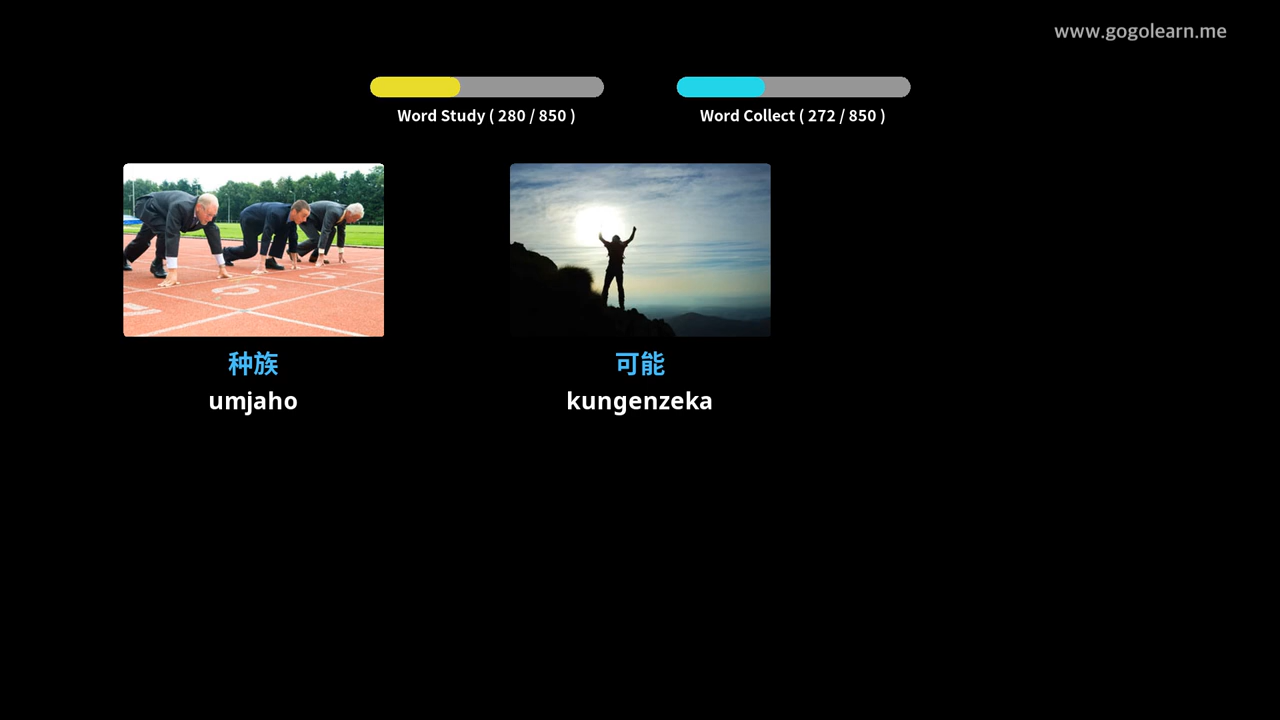 www.gogolearn.me
Word Study ( 280 / 850 )
Word Collect ( 272 / 850 )
种族
umjaho
可能
kungenzeka